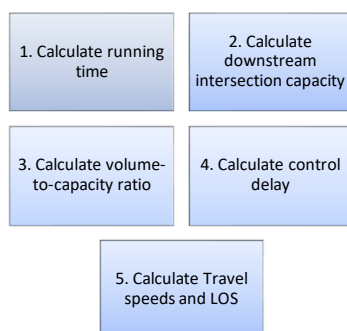 1. Calculate running
time
2. Calculate
downstream
intersection capacity
3. Calculate volume-
to-capacity ratio
4. Calculate control
delay
5. Calculate Travel
speeds and LOS